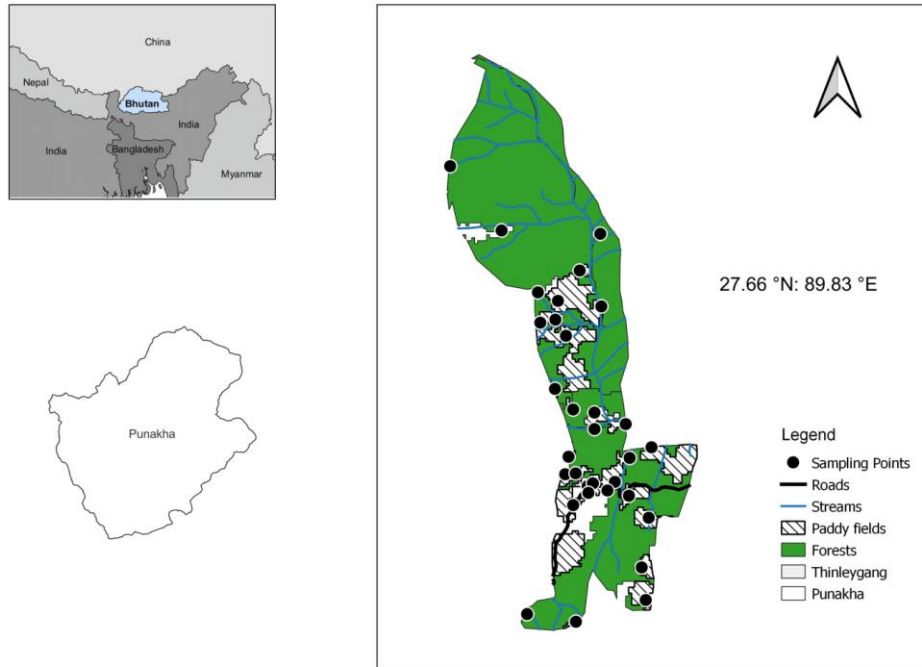 China
Nepal
Bhutan
India
India
Bangladesh
Myanmar
Punakha
27.66 °N: 89.83 °E
Legend
Sampling Points
Roads
Streams
Paddy fields
Forests
Thinleygang
Punakha